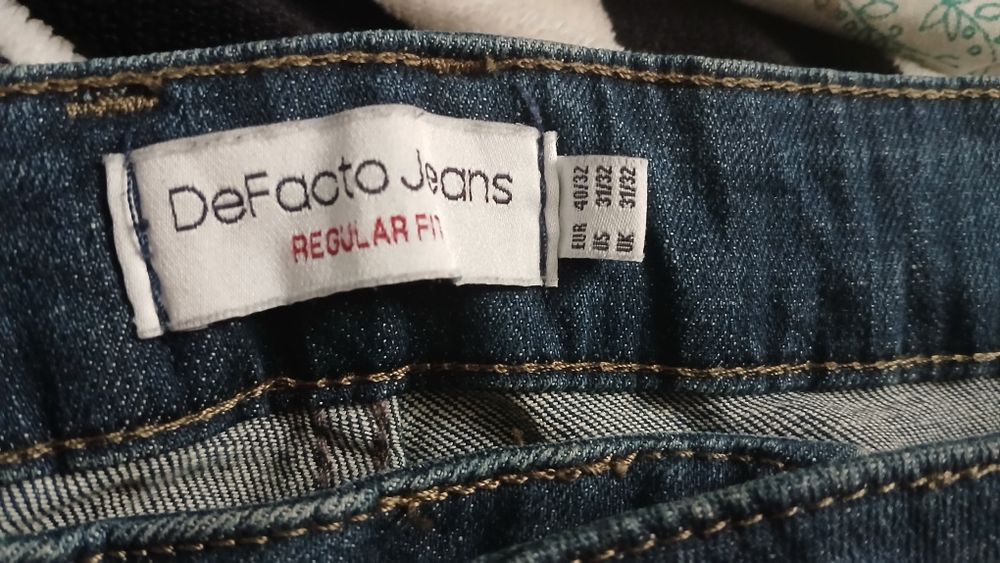 DeFacto Jeans
REGULAR FIT
EUR 40/32
US 31/32
UK 31/32